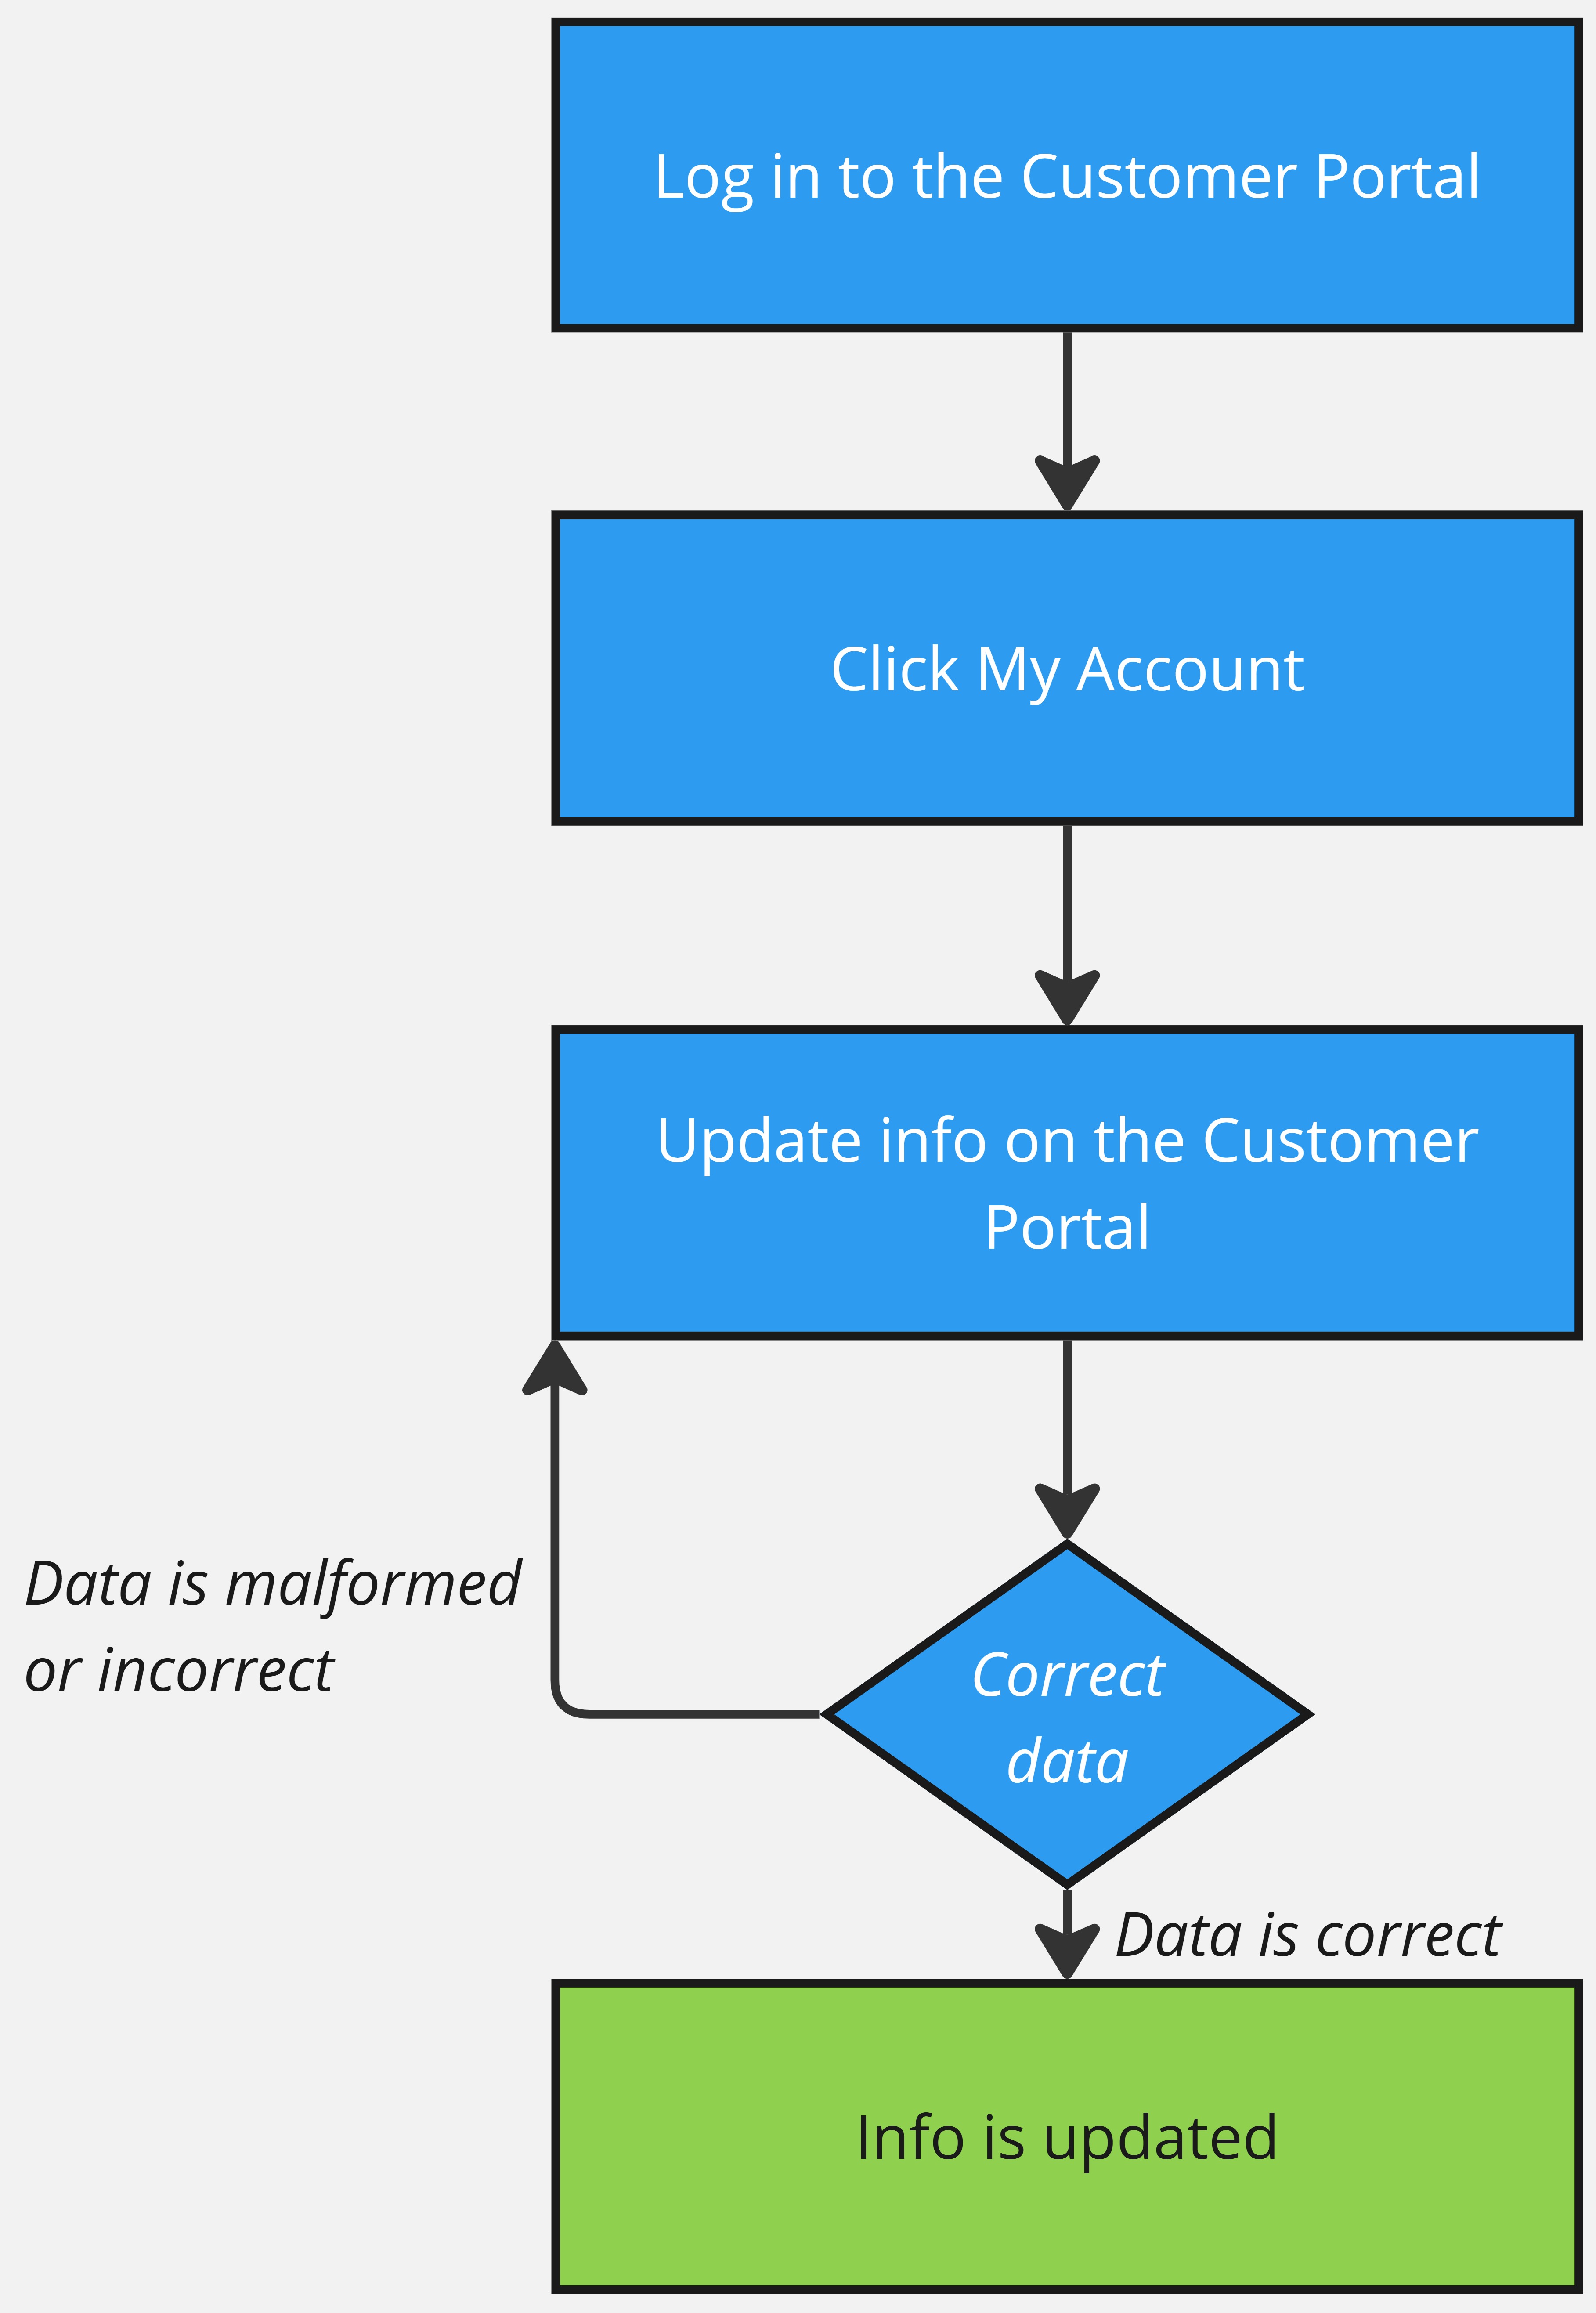 Log in to the Customer Portal
Click My Account
Update info on the Customer
Portal
Data is malformed
or incorrect
Correct
data
Data is correct
Info is updated